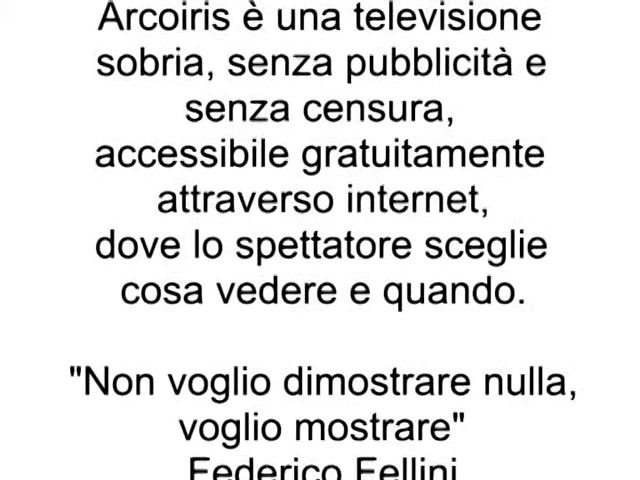 Arcoiris è una televisione
sobria, senza pubblicità e
senza censura,
accessibile gratuitamente
attraverso internet,
dove lo spettatore sceglie
cosa vedere e quando.
"Non voglio dimostrare nulla,
voglio mostrare"
Federico Fellini